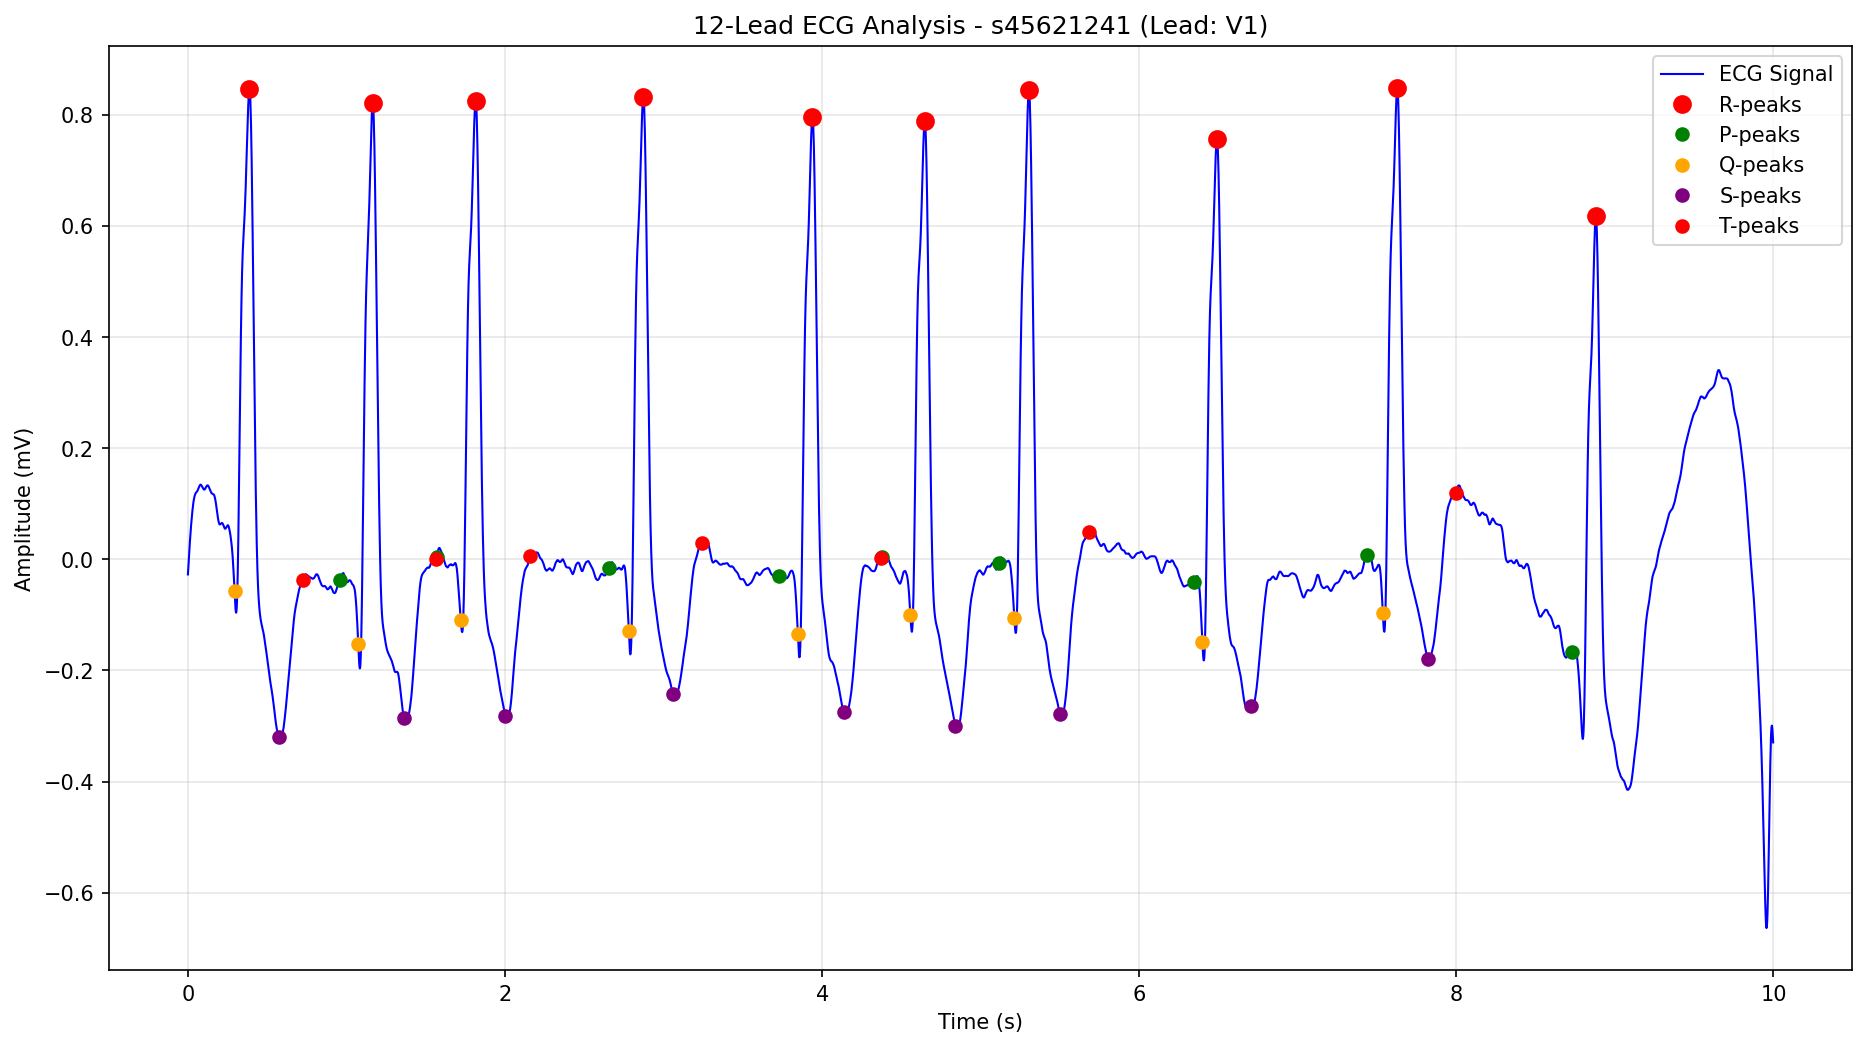 12-Lead ECG Analysis - s45621241 (Lead: V1)
ECG Signal
R-peaks
P-peaks
Q-peaks
S-peaks
T-peaks
Amplitude (mV)
0.8
0.6
0.4
0.2
0.0
−0.2
−0.4
−0.6
0 2 4 6 8 10
Time (s)